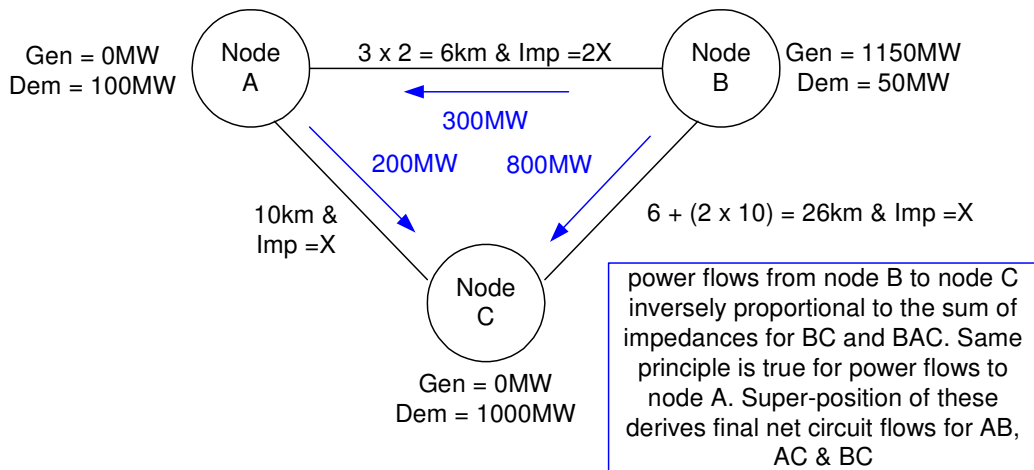 Gen = 0MW
Dem = 100MW
Node
A
3 x 2 = 6km & Imp =2X
Node
B
Gen = 1150MW
Dem = 50MW
300MW
200MW
800MW
10km &
Imp =X
6 + (2 x 10) = 26km & Imp =X
Node
C
Gen = 0MW
Dem = 1000MW
power flows from node B to node C
inversely proportional to the sum of
impedances for BC and BAC. Same
principle is true for power flows to
node A. Super-position of these
derives final net circuit flows for AB,
AC & BC